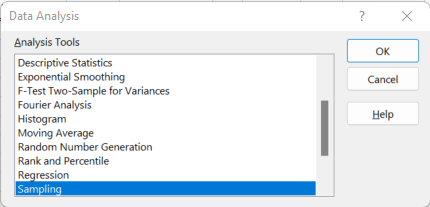 Data Analysis
?
Analysis Tools
Descriptive Statistics
Exponential Smoothing
F-Test Two-Sample for Variances
Fourier Analysis
Histogram
Moving Average
Random Number Generation
Rank and Percentile
Regression
Sampling
OK
Cancel
Help